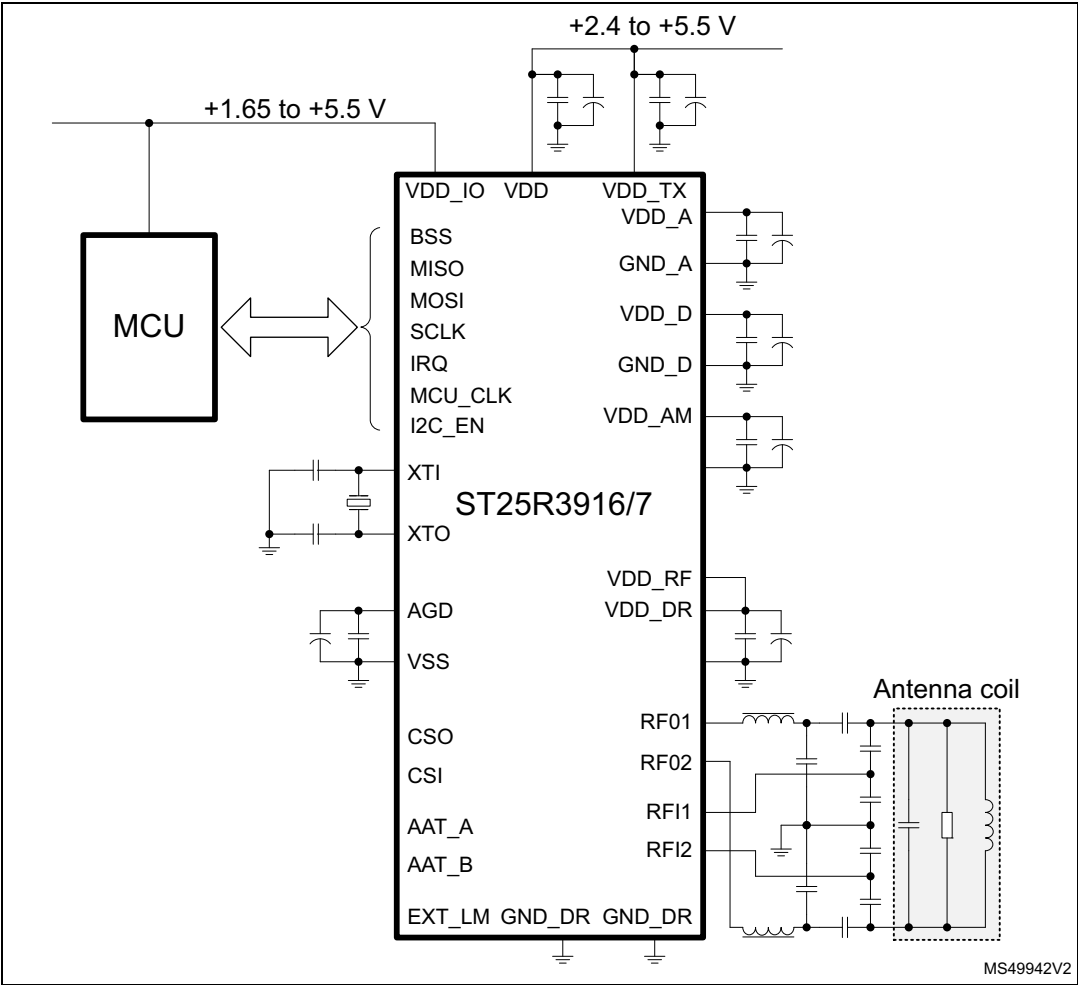 +2.4 to +5.5 V
+1.65 to +5.5 V
VDD_IO VDD VDD_TX
VDD_A
BSS
GND_A
MISO
MOSI
VDD_D
MCU
SCLK
IRQ
GND_D
MCU_CLK
VDD_AM
I2C_EN
XTI
ST25R3916/7
XTO
VDD_RF
AGD
VDD_DR
VSS
Antenna coil
RF01
CSO
RF02
CSI
RFI1
AAT_A
RFI2
AAT_B
EXT_LM GND_DR GND_DR
MS49942V2